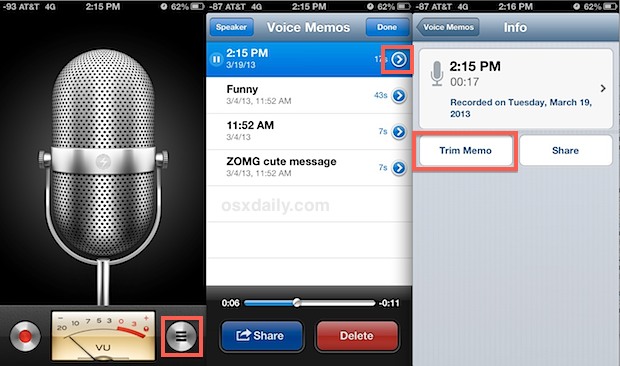 -93 AT&T 4G 2:15 PM 62%
20 10 7 5 3 2 1 0 3
VU
-87 AT&T 4G 2:15 PM 62%
Speaker Voice Memos Done
2:15 PM 17s
3/19/13
Funny
3/4/13, 11:52 AM 43s
11:52 AM
3/4/13, 11:52 AM 7s
ZOMG cute message
3/4/13, 11:52 AM 7s
osxdaily.com
0:06 -0:11
Share Delete
-87 AT&T 4G 2:16 PM 62%
Voice Memos Info
2:15 PM
00:17
Recorded on Tuesday, March 19,
2013
Trim Memo Share